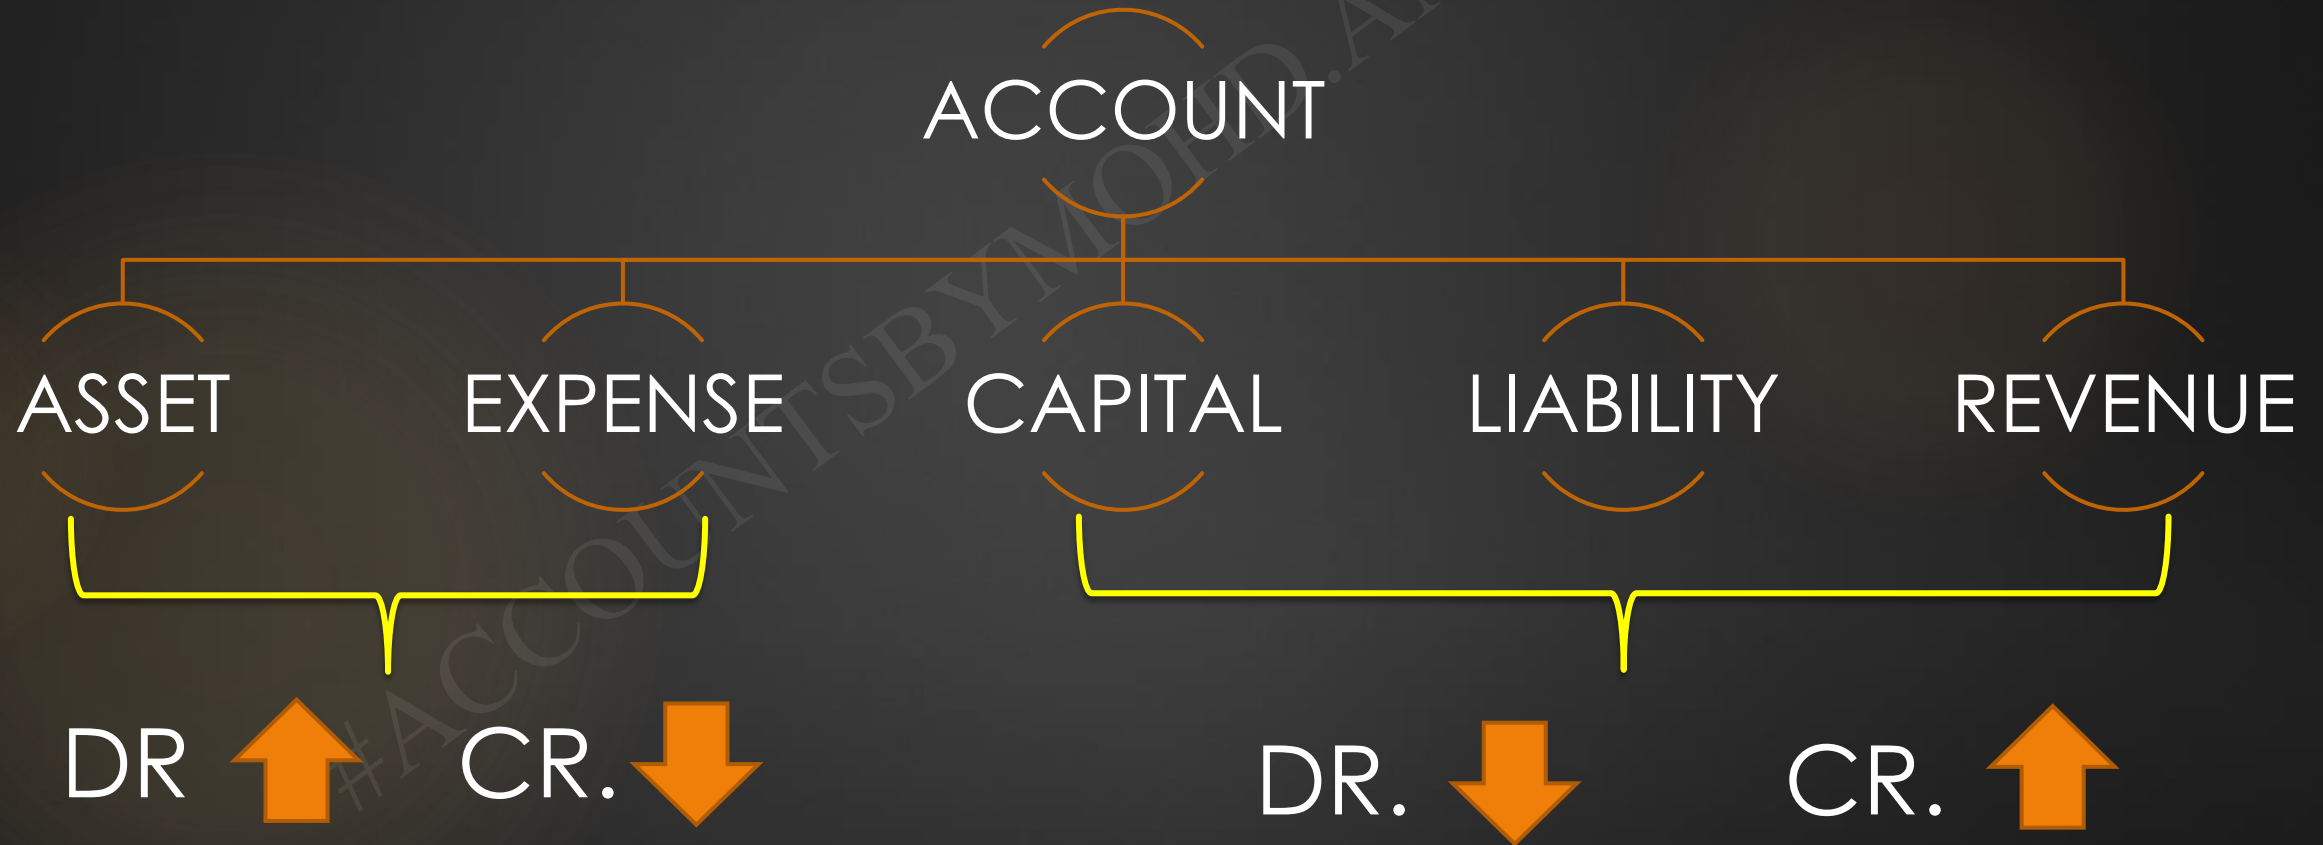 ACCOUNT
ASSET EXPENSE CAPITAL LIABILITY REVENUE
DR CR. DR. CR.